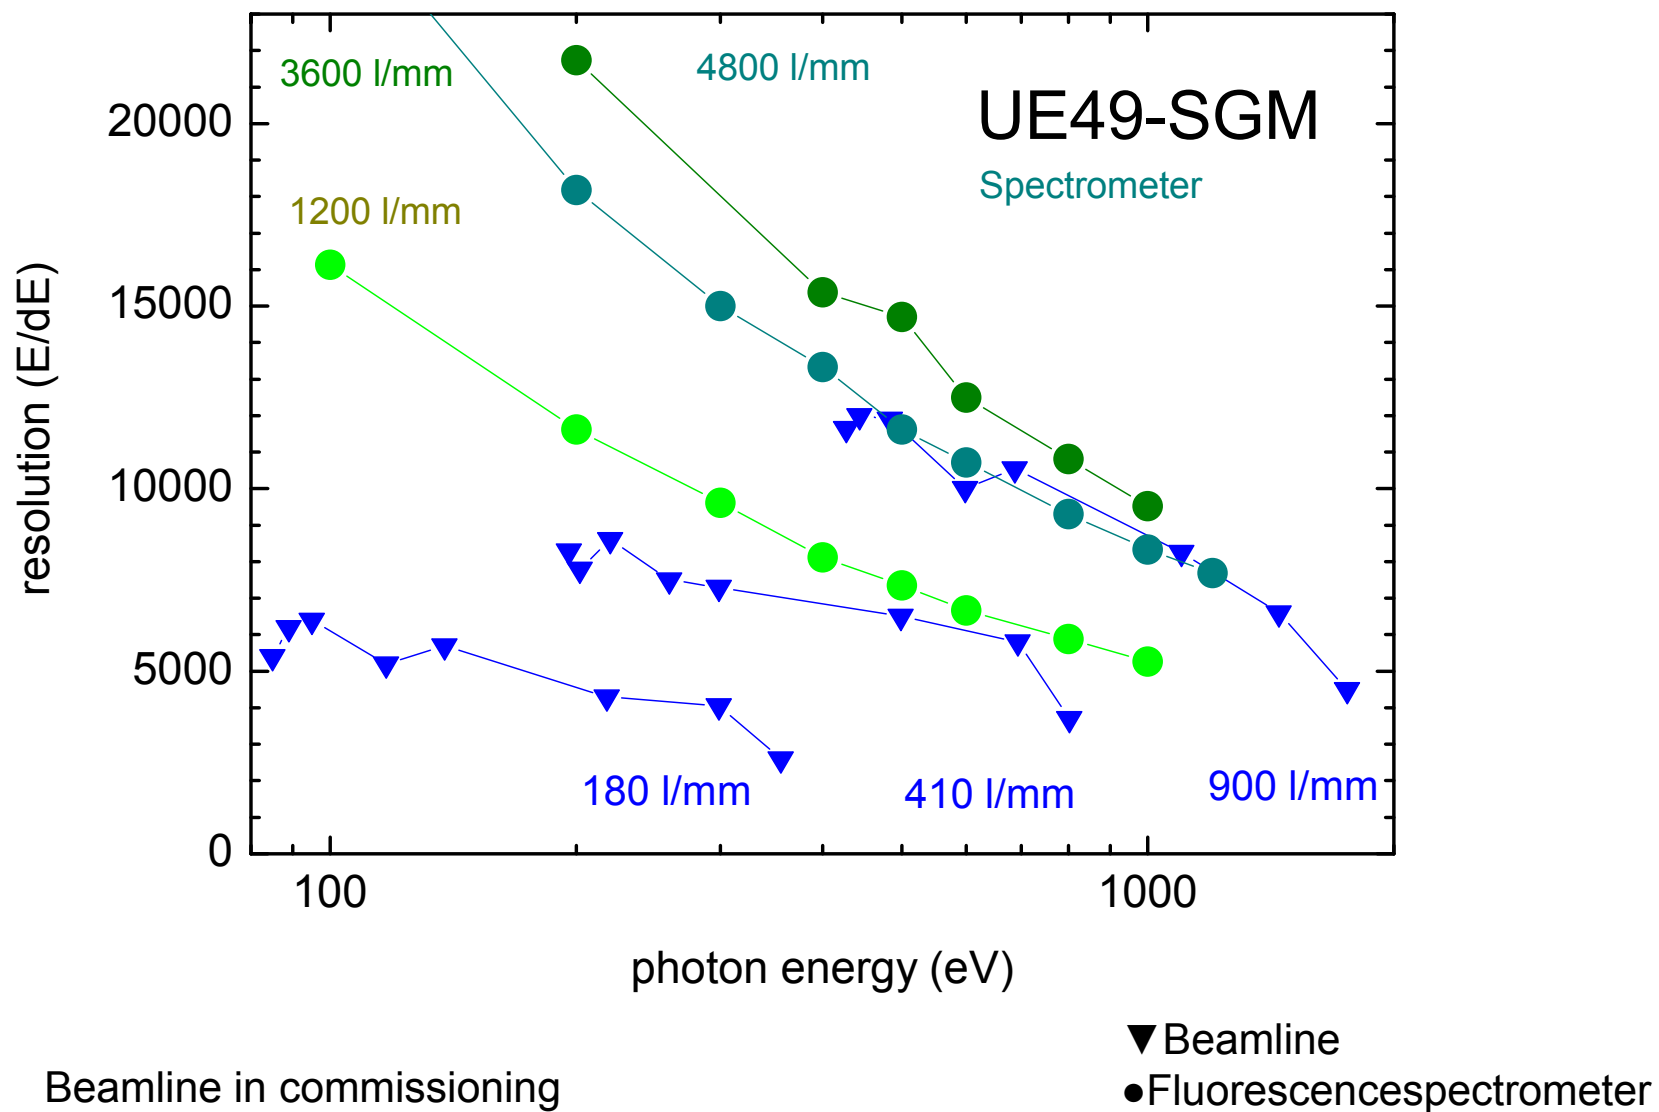 3600 l/mm
4800 l/mm
UE49-SGM
Spectrometer
1200 l/mm
20000
15000
10000
5000
0
resolution (E/dE)
180 l/mm
410 l/mm
900 l/mm
100
1000
photon energy (eV)
Beamline
Beamline in commissioning
Fluorescencespectrometer